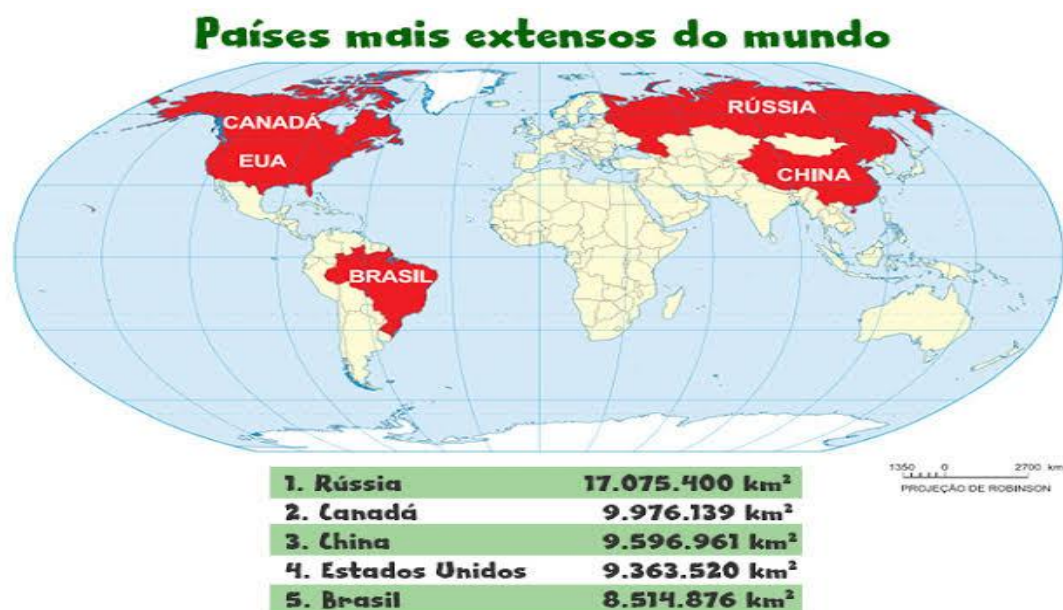 Países mais extensos do mundo
CANADÁ
RÚSSIA
EUA
CHINA
BRASIL
1350 0 2700 km
PROJEÇÃO DE ROBINSON
1. Rússia 17.075.400 km²
2. Canadá 9.976.139 km²
3. China 9.596.961 km²
4. Estados Unidos 9.363.520 km²
5. Brasil 8.514.876 km²